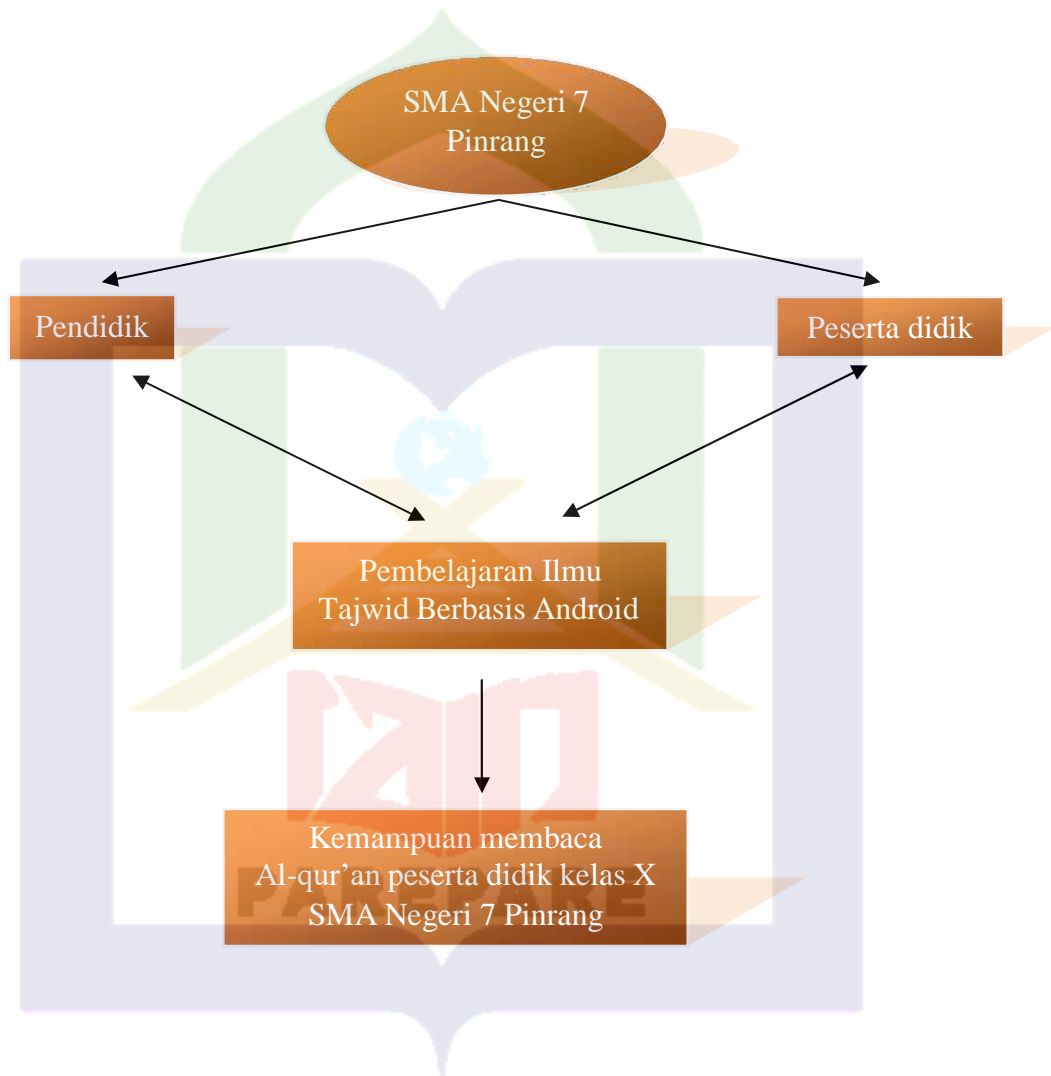 SMA Negeri 7
Pinrang
Pendidik
Peserta didik
Pembelajaran Ilmu
Tajwid Berbasis Android
Kemampuan membaca
Al-qur’an peserta didik kelas X
SMA Negeri 7 Pinrang
PAREPARE